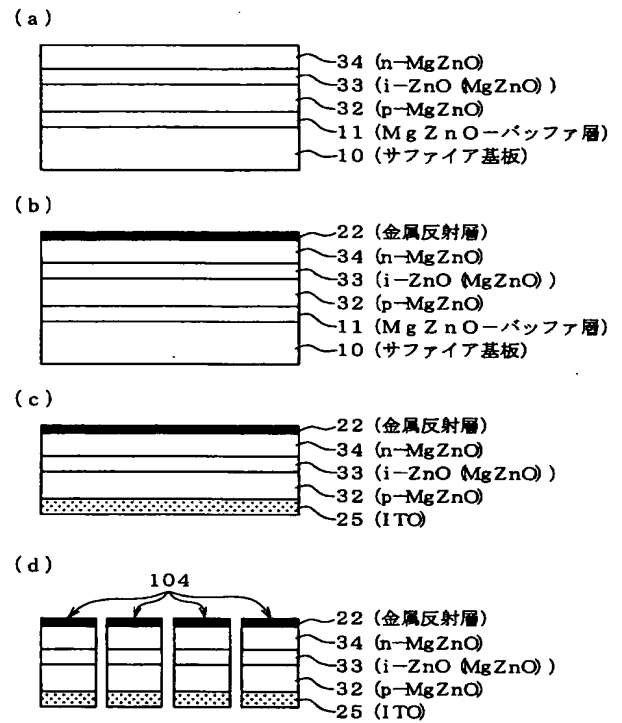 (a)
34 (n-MgZnO)
33 (i-ZnO (MgZnO))
32 (p-MgZnO)
11 (MgZnO-バッファ層)
10 (サファイア基板)
(b)
22 (金属反射層)
34 (n-MgZnO)
33 (i-ZnO (MgZnO))
32 (p-MgZnO)
11 (MgZnO-バッファ層)
10 (サファイア基板)
(c)
22 (金属反射層)
34 (n-MgZnO)
33 (i-ZnO (MgZnO))
32 (p-MgZnO)
25 (ITO)
(d)
104
22 (金属反射層)
34 (n-MgZnO)
33 (i-ZnO (MgZnO))
32 (p-MgZnO)
25 (ITO)